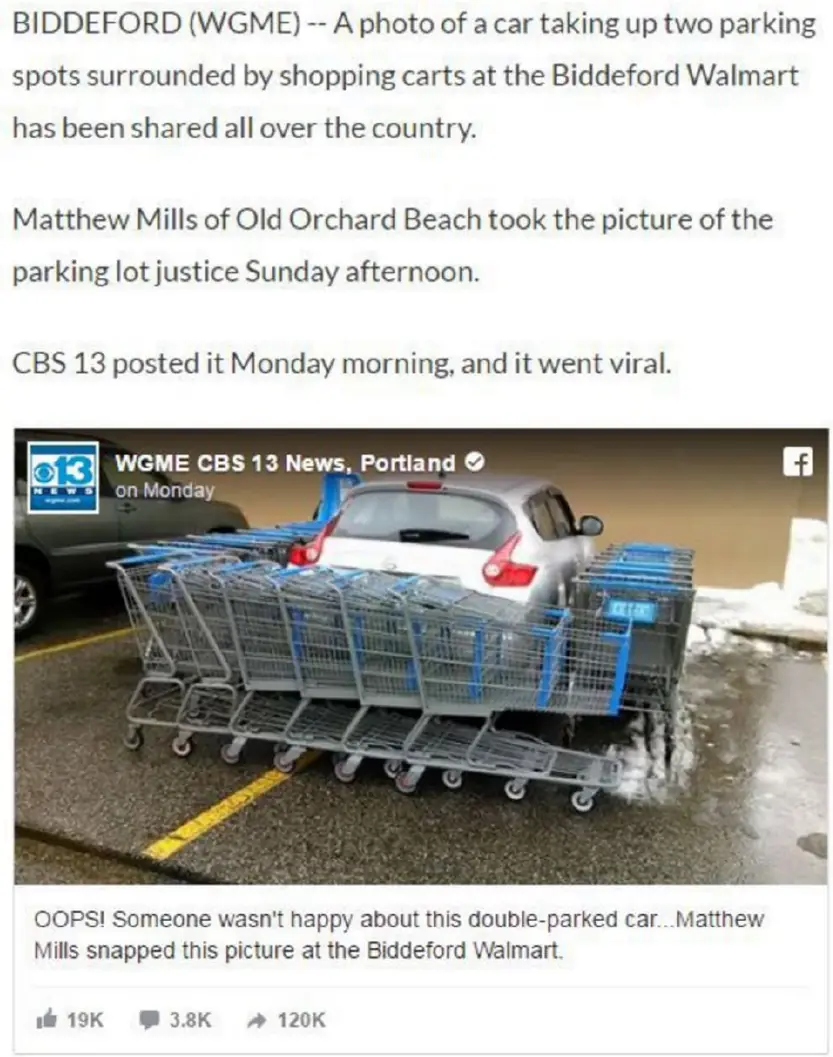 BIDDEFORD (WGME) -- A photo of a car taking up two parking
spots surrounded by shopping carts at the Biddeford Walmart
has been shared all over the country.
Matthew Mills of Old Orchard Beach took the picture of the
parking lot justice Sunday afternoon.
CBS 13 posted it Monday morning, and it went viral.
13
NEWS
WGME CBS 13 News, Portland
on Monday
f
OOPS! Someone wasn't happy about this double-parked car...Matthew
Mills snapped this picture at the Biddeford Walmart.
19K 3.8K 120K